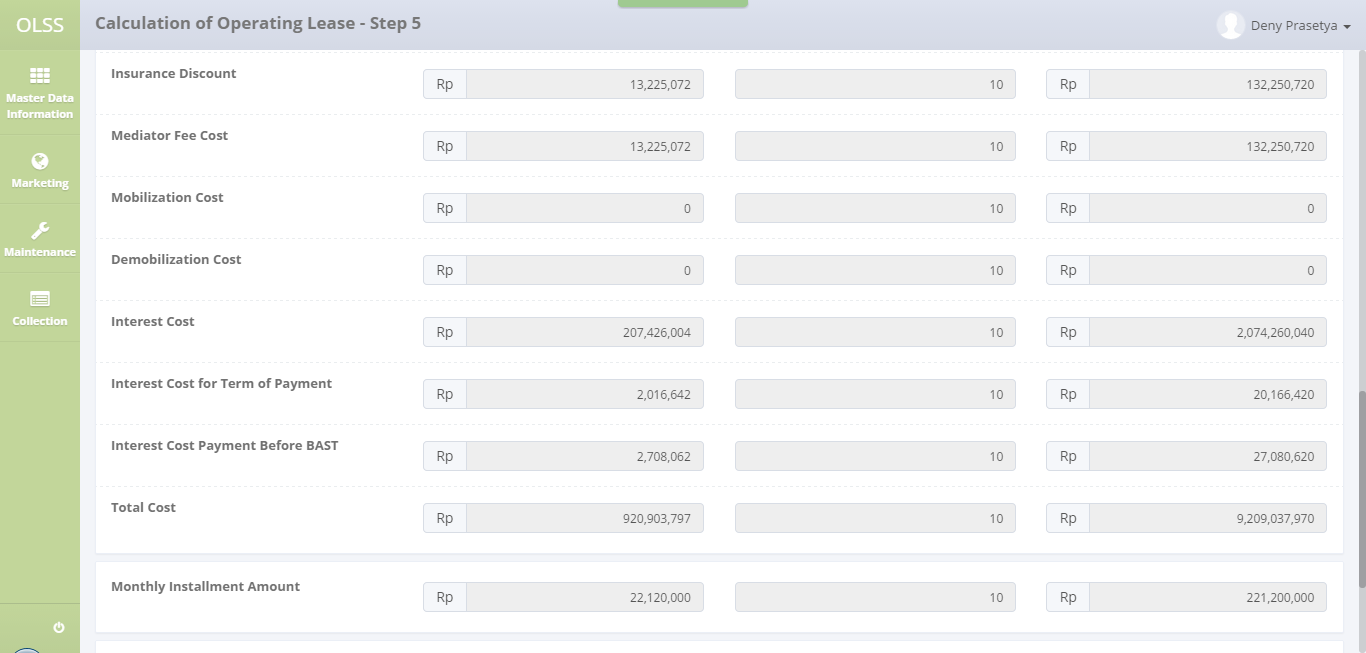 OLSS
Calculation of Operating Lease - Step 5
Deny Prasetya
Master Data
Information
Marketing
Maintenance
Collection
Insurance Discount Rp 13,225,072 10 Rp 132,250,720
Mediator Fee Cost Rp 13,225,072 10 Rp 132,250,720
Mobilization Cost Rp 0 10 Rp 0
Demobilization Cost Rp 0 10 Rp 0
Interest Cost Rp 207,426,004 10 Rp 2,074,260,040
Interest Cost for Term of Payment Rp 2,016,642 10 Rp 20,166,420
Interest Cost Payment Before BAST Rp 2,708,062 10 Rp 27,080,620
Total Cost Rp 920,903,797 10 Rp 9,209,037,970
Monthly Installment Amount Rp 22,120,000 10 Rp 221,200,000